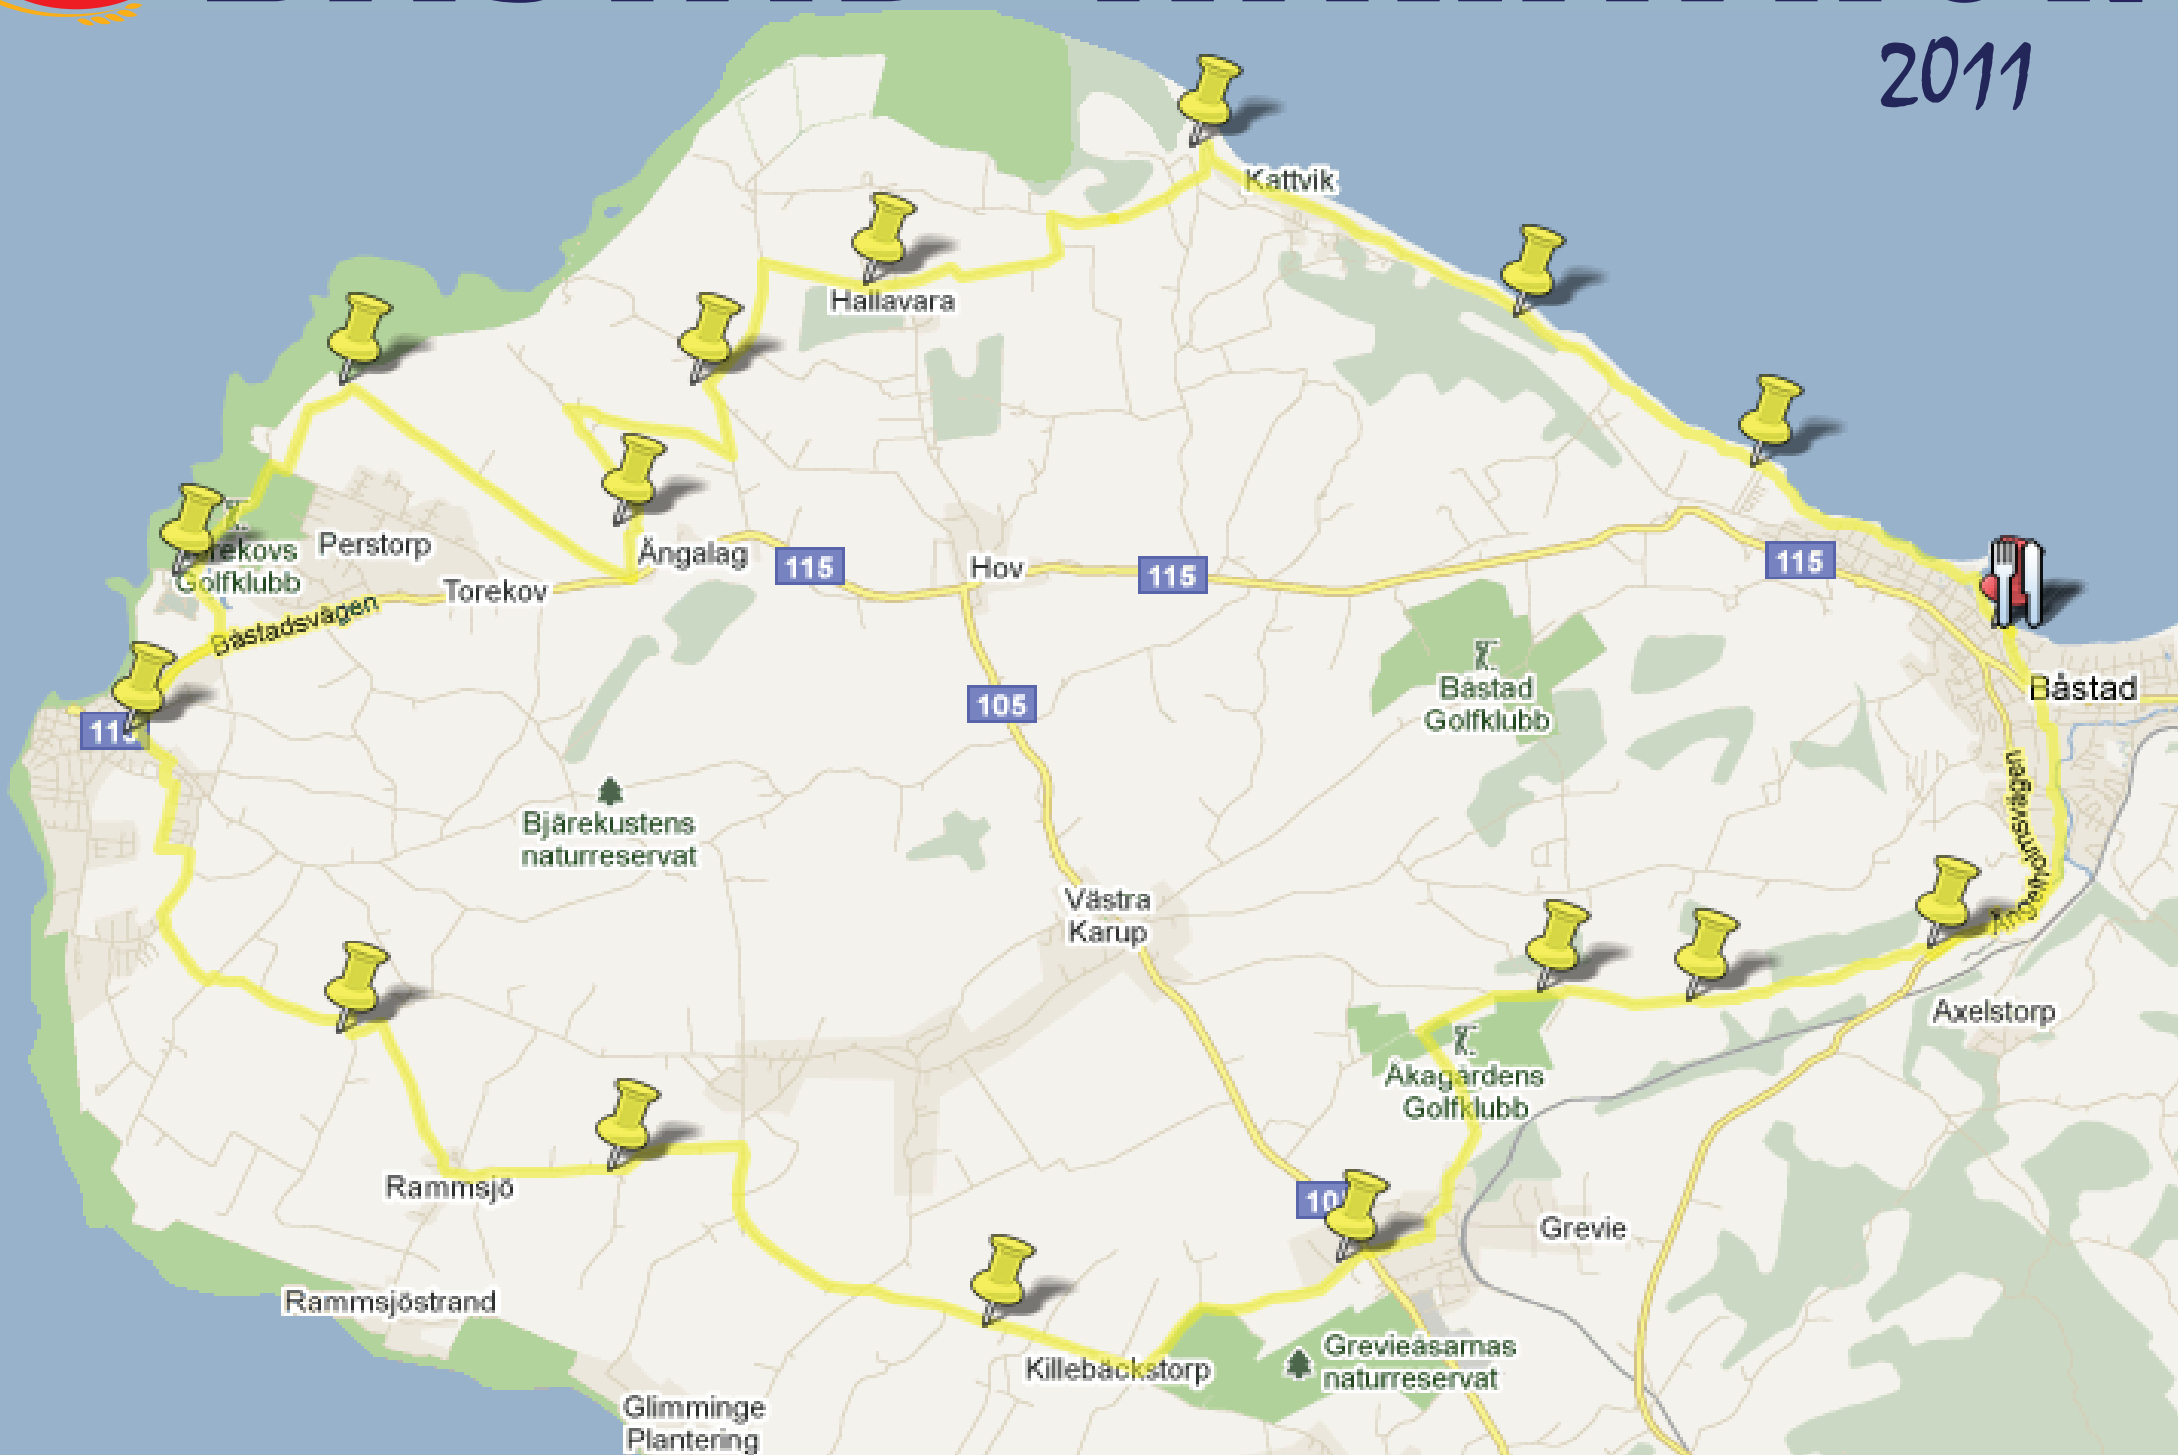 2011
Kattvik
Hallavara
Perstorp
Golfklubb
Torekov
Ängalag
115
Hov
115
115
Båstadsvägen
105
Båstad
Golfklubb
Båstad
Ängelholmsvägen
Bjärekustens
naturreservat
Västra
Karup
Axelstorp
Åkagårdens
Golfklubb
Rammsjö
Grevie
Rammsjöstrand
Killebäckstorp
Grevieåsarnas
naturreservat
Glimminge
Plantering